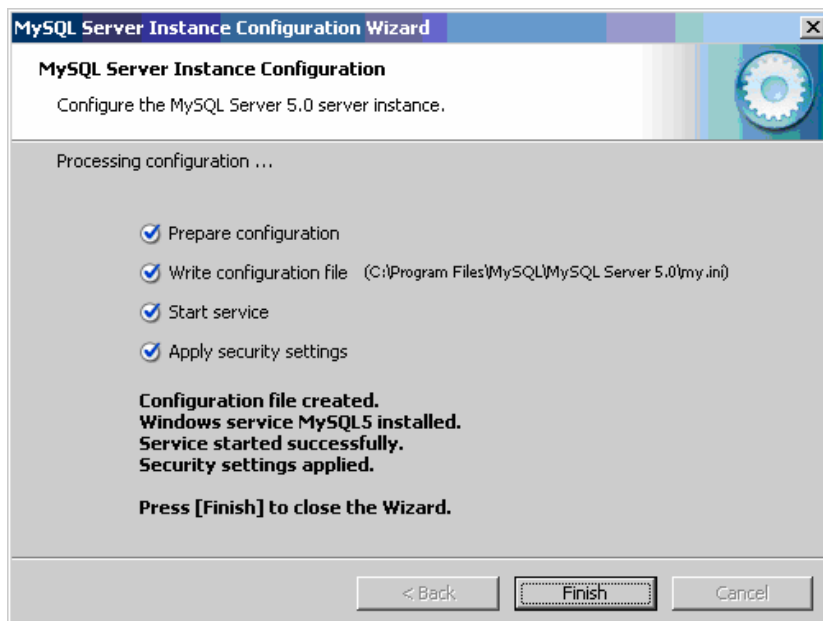 MySQL Server Instance Configuration Wizard
MySQL Server Instance Configuration
Configure the MySQL Server 5.0 server instance.
Processing configuration ...
Prepare configuration
Write configuration file (C:\Program Files\MySQL\MySQL Server 5.0\my.ini)
Start service
Apply security settings
Configuration file created.
Windows service MySQL5 installed.
Service started successfully.
Security settings applied.
Press [Finish] to close the Wizard.
< Back Finish Cancel